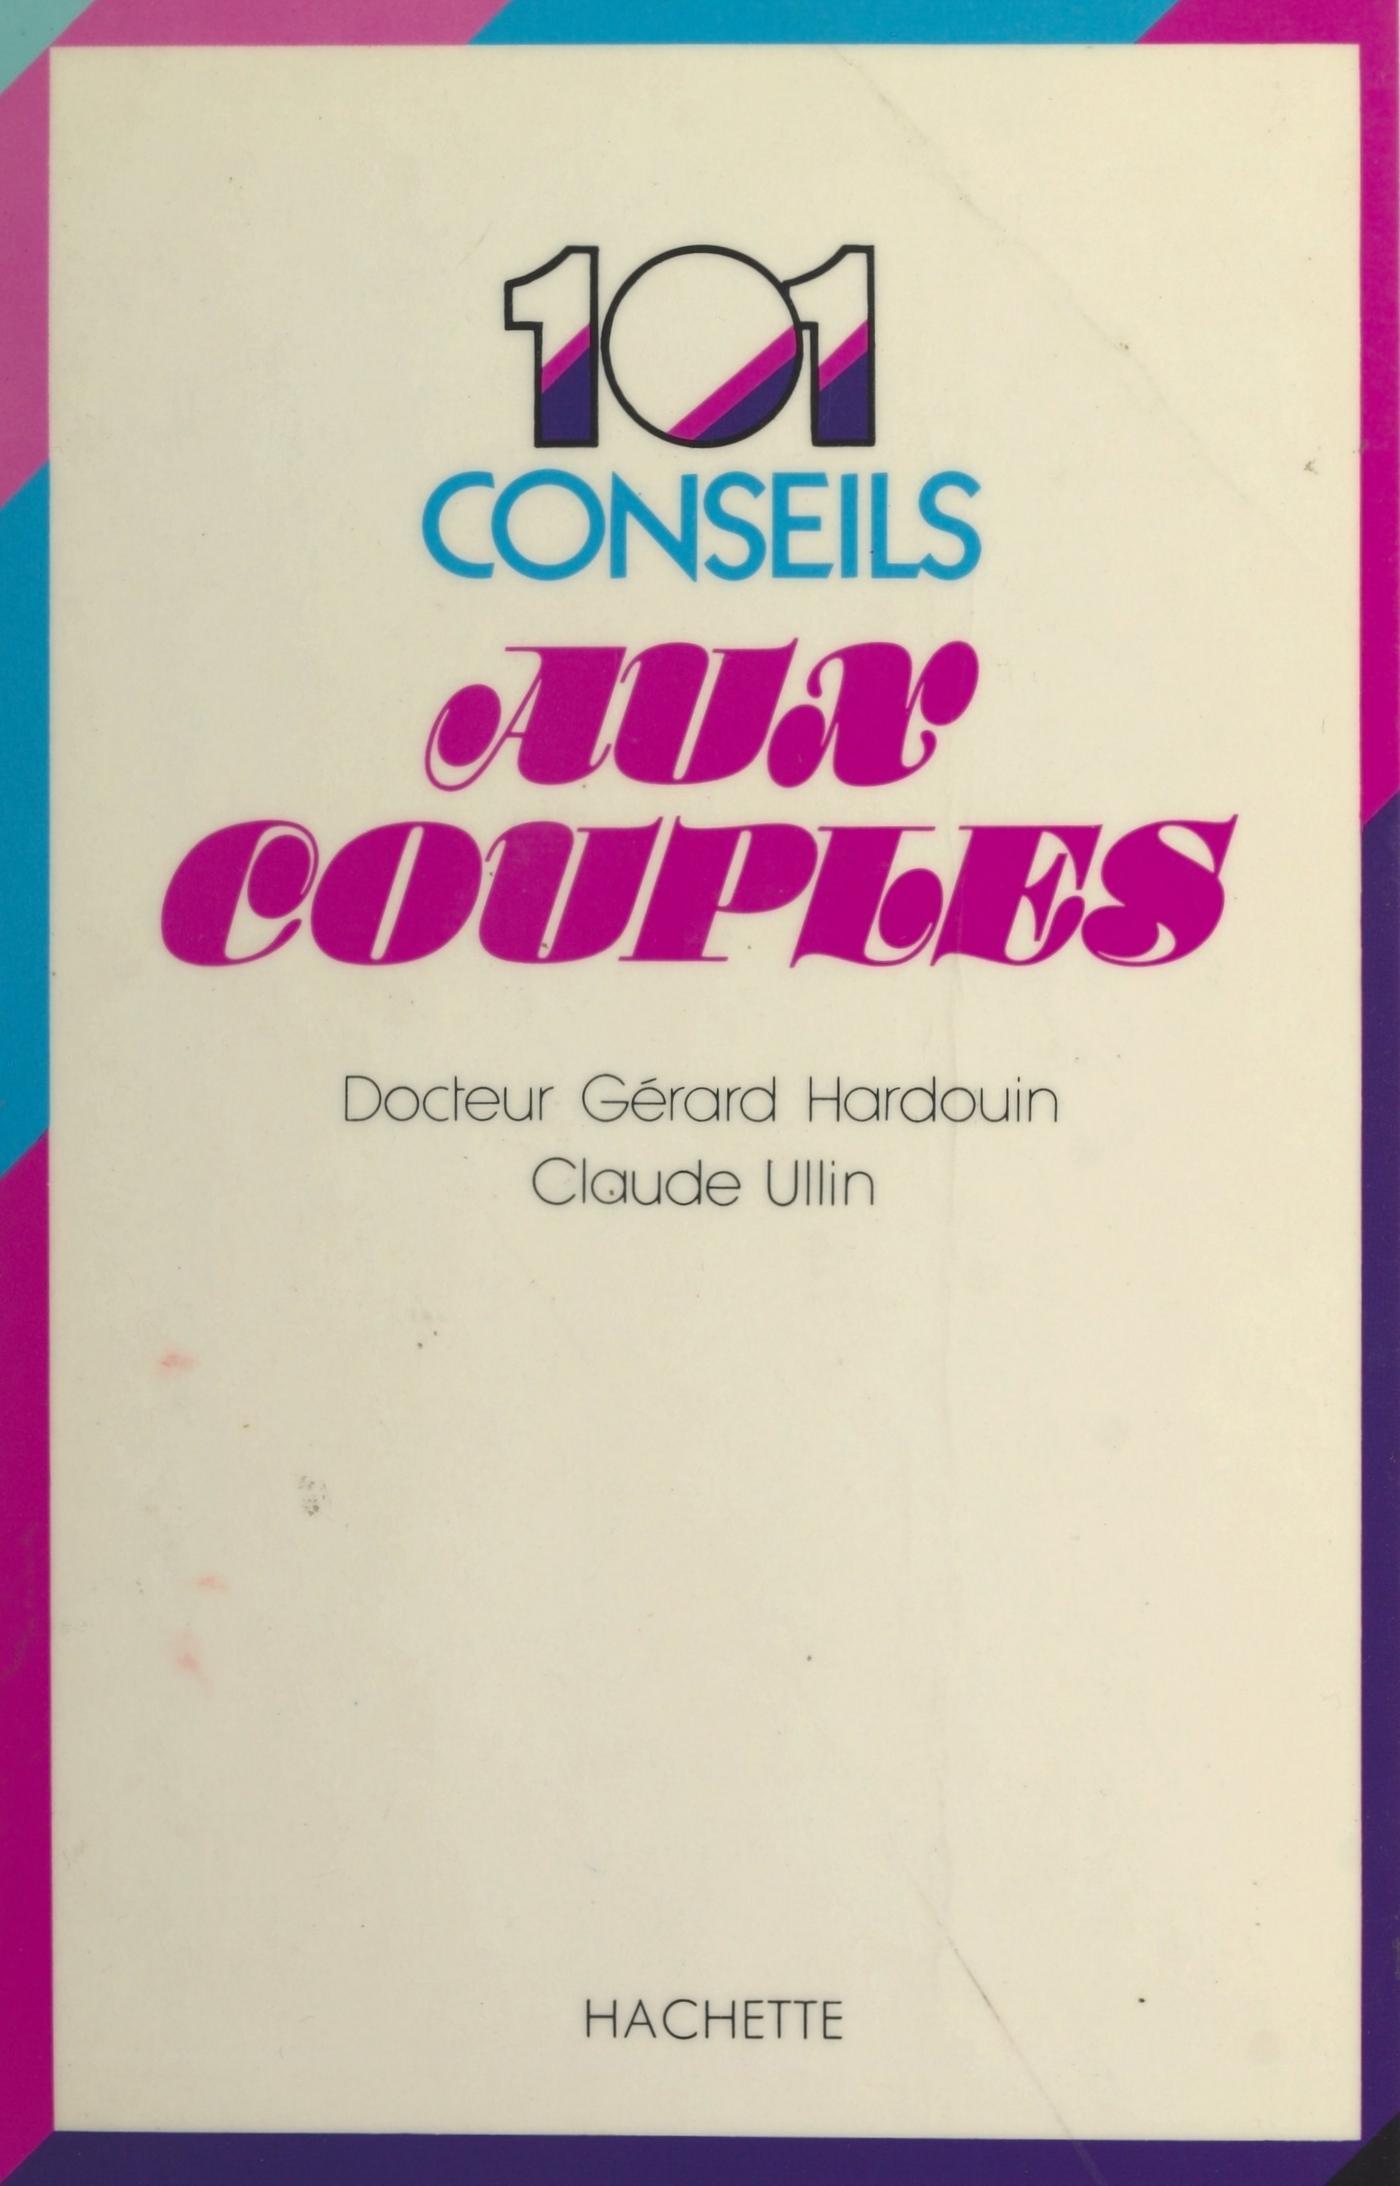 101
CONSEILS
AUX
COUPLES
Docteur Gérard Hardouin
Claude Ullin
HACHETTE